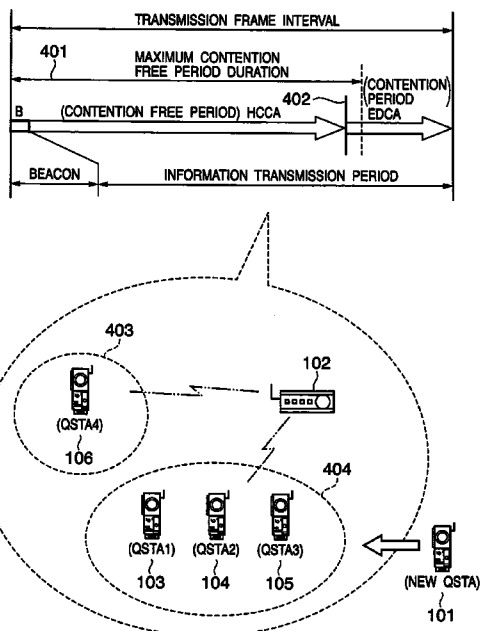 TRANSMISSION FRAME INTERVAL
401
MAXIMUM CONTENTION
FREE PERIOD DURATION
402
(CONTENTION)
PERIOD
EDCA
B
(CONTENTION FREE PERIOD) HCCA
BEACON
INFORMATION TRANSMISSION PERIOD
403
102
(QSTA4)
106
404
(QSTA1)
(QSTA2)
(QSTA3)
103
104
105
(NEW QSTA)
101